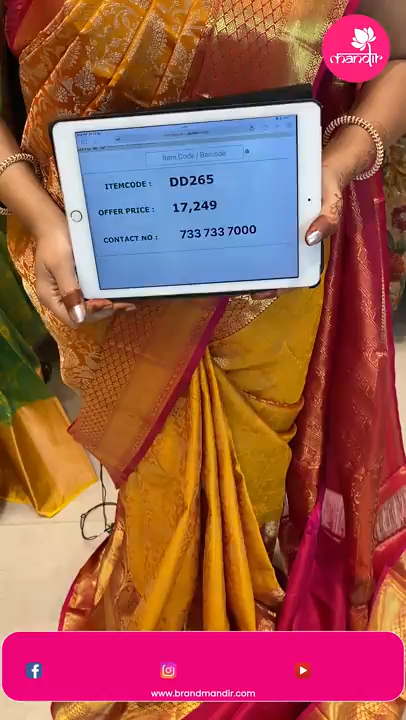 mandir
Item Code | Barcode
ITEMCODE : DD265
OFFER PRICE : 17,249
CONTACT NO : 733 733 7000
www.brandmandir.com